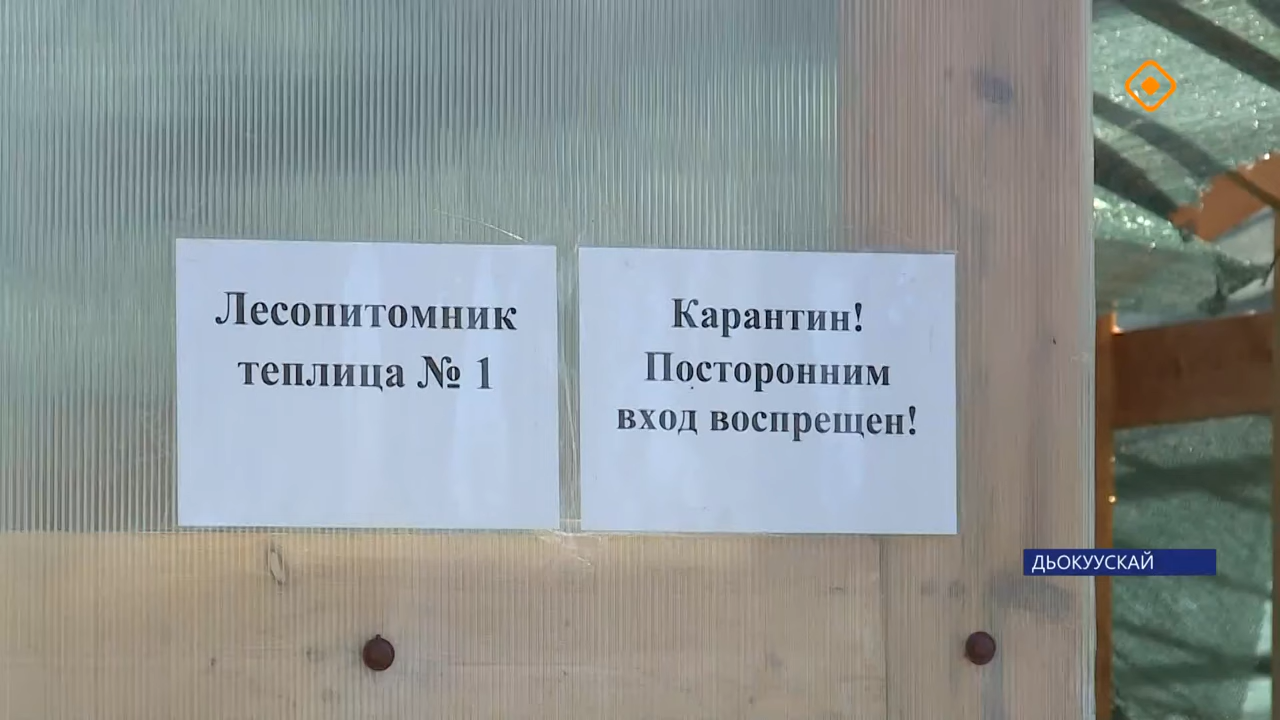 Лесопитомник
теплица № 1
Карантин!
Посторонним
вход воспрещен!
ДЬОКУУСКАЙ